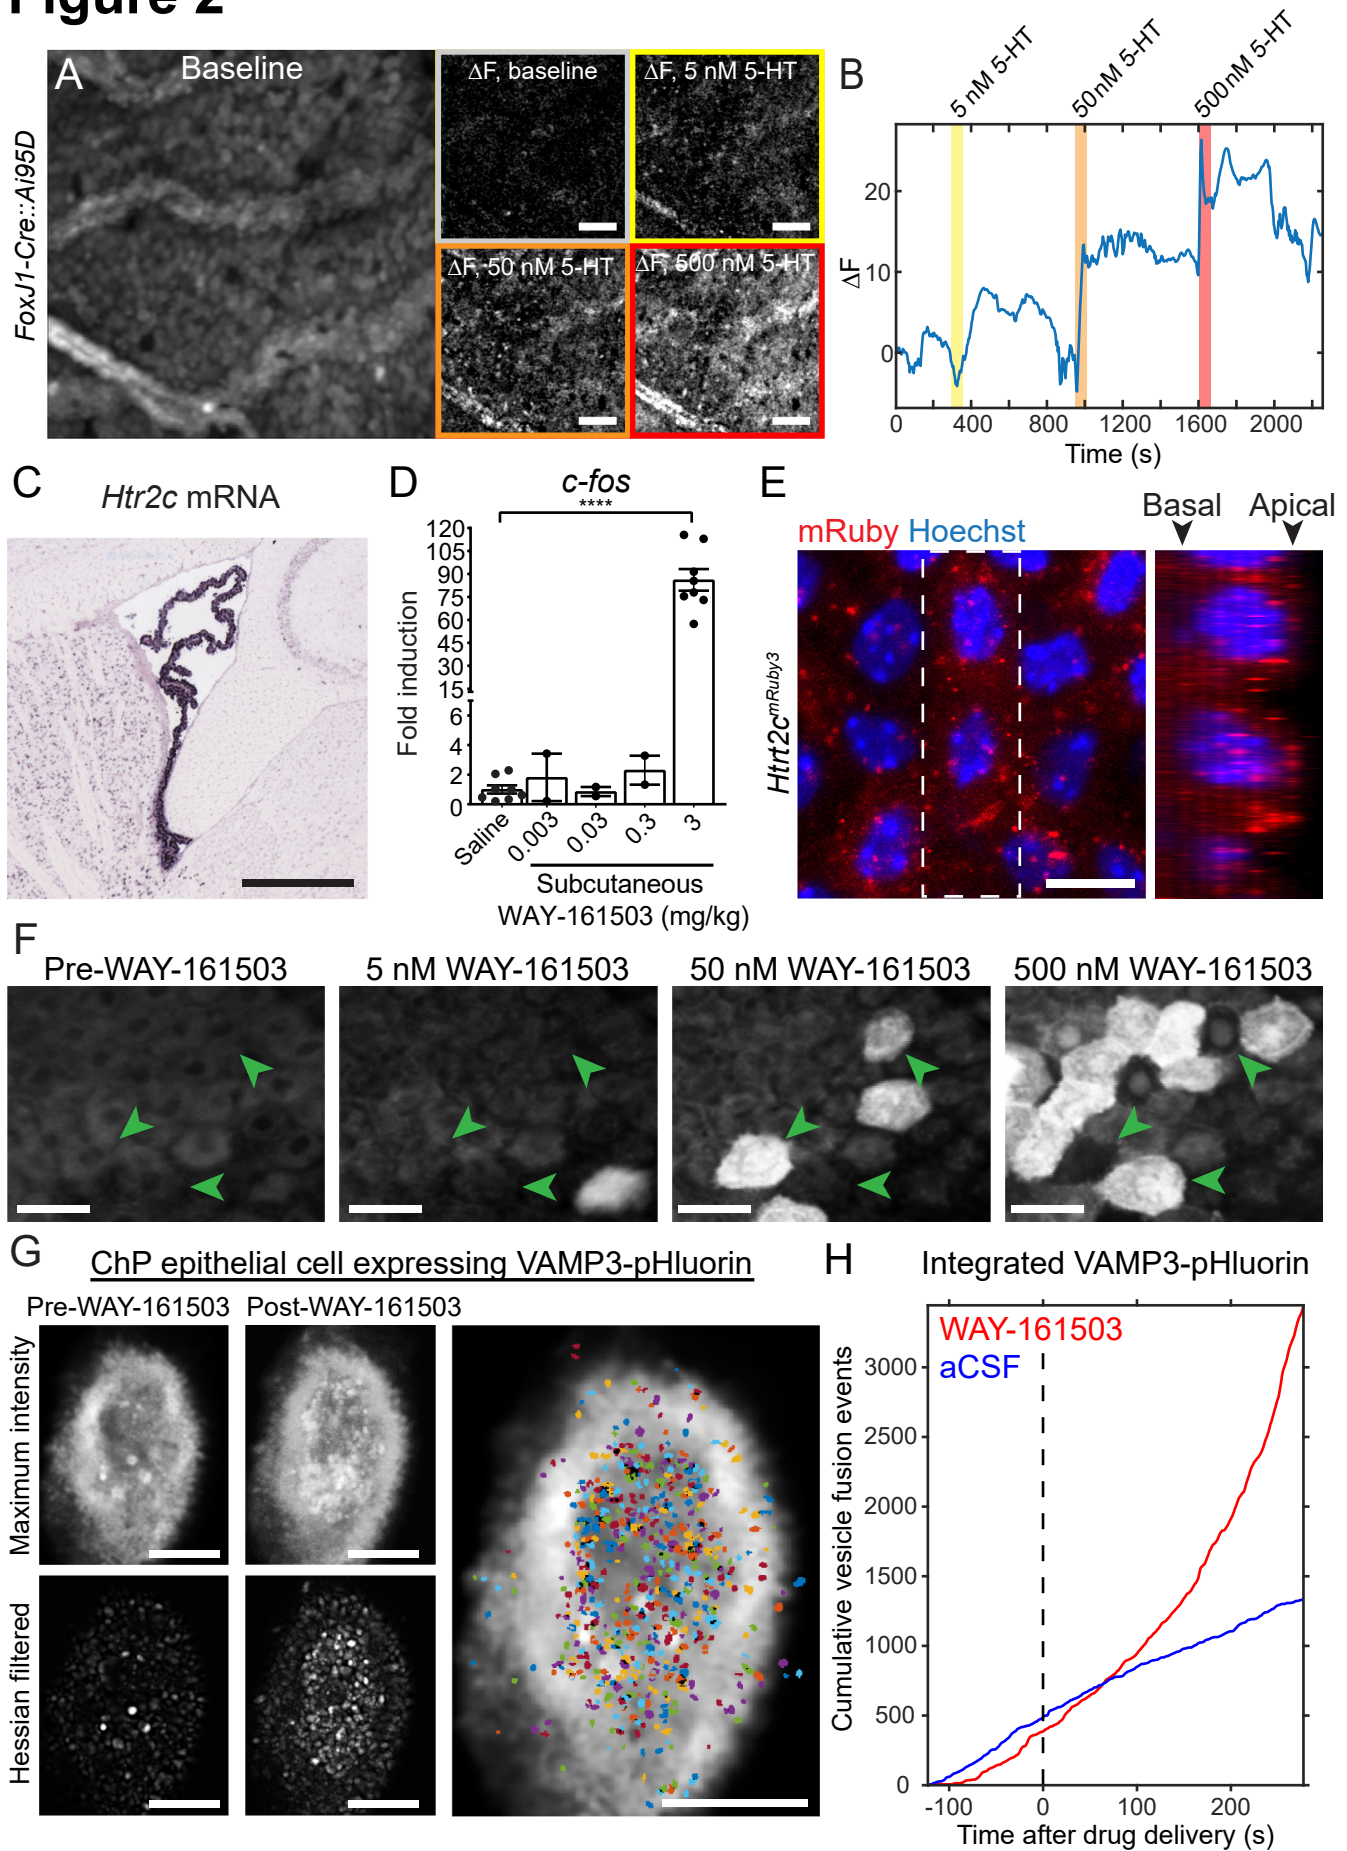 Figure 2
A
Baseline
ΔF, baseline
ΔF, 5 nM 5-HT
ΔF, 50 nM 5-HT
ΔF, 500 nM 5-HT
FoxJ1-Cre::Ai95D
B
5 nM 5-HT
50 nM 5-HT
500nM 5-HT
ΔF
20
10
0
0 400 800 1200 1600 2000
Time (s)
C
Htr2c mRNA
D
c-fos
****
Fold induction
120
105
90
75
60
45
30
15
6
4
2
0
Saline 0.003 0.03 0.3 3
Subcutaneous
WAY-161503 (mg/kg)
E
mRuby Hoechst
Basal Apical
Htrt2cmRuby3
F
Pre-WAY-161503 5 nM WAY-161503 50 nM WAY-161503 500 nM WAY-161503
G
ChP epithelial cell expressing VAMP3-pHluorin
Pre-WAY-161503 Post-WAY-161503
Maximum intensity
Hessian filtered
H
Integrated VAMP3-pHluorin
WAY-161503
aCSF
Cumulative vesicle fusion events
3000
2500
2000
1500
1000
500
0
-100 0 100 200
Time after drug delivery (s)